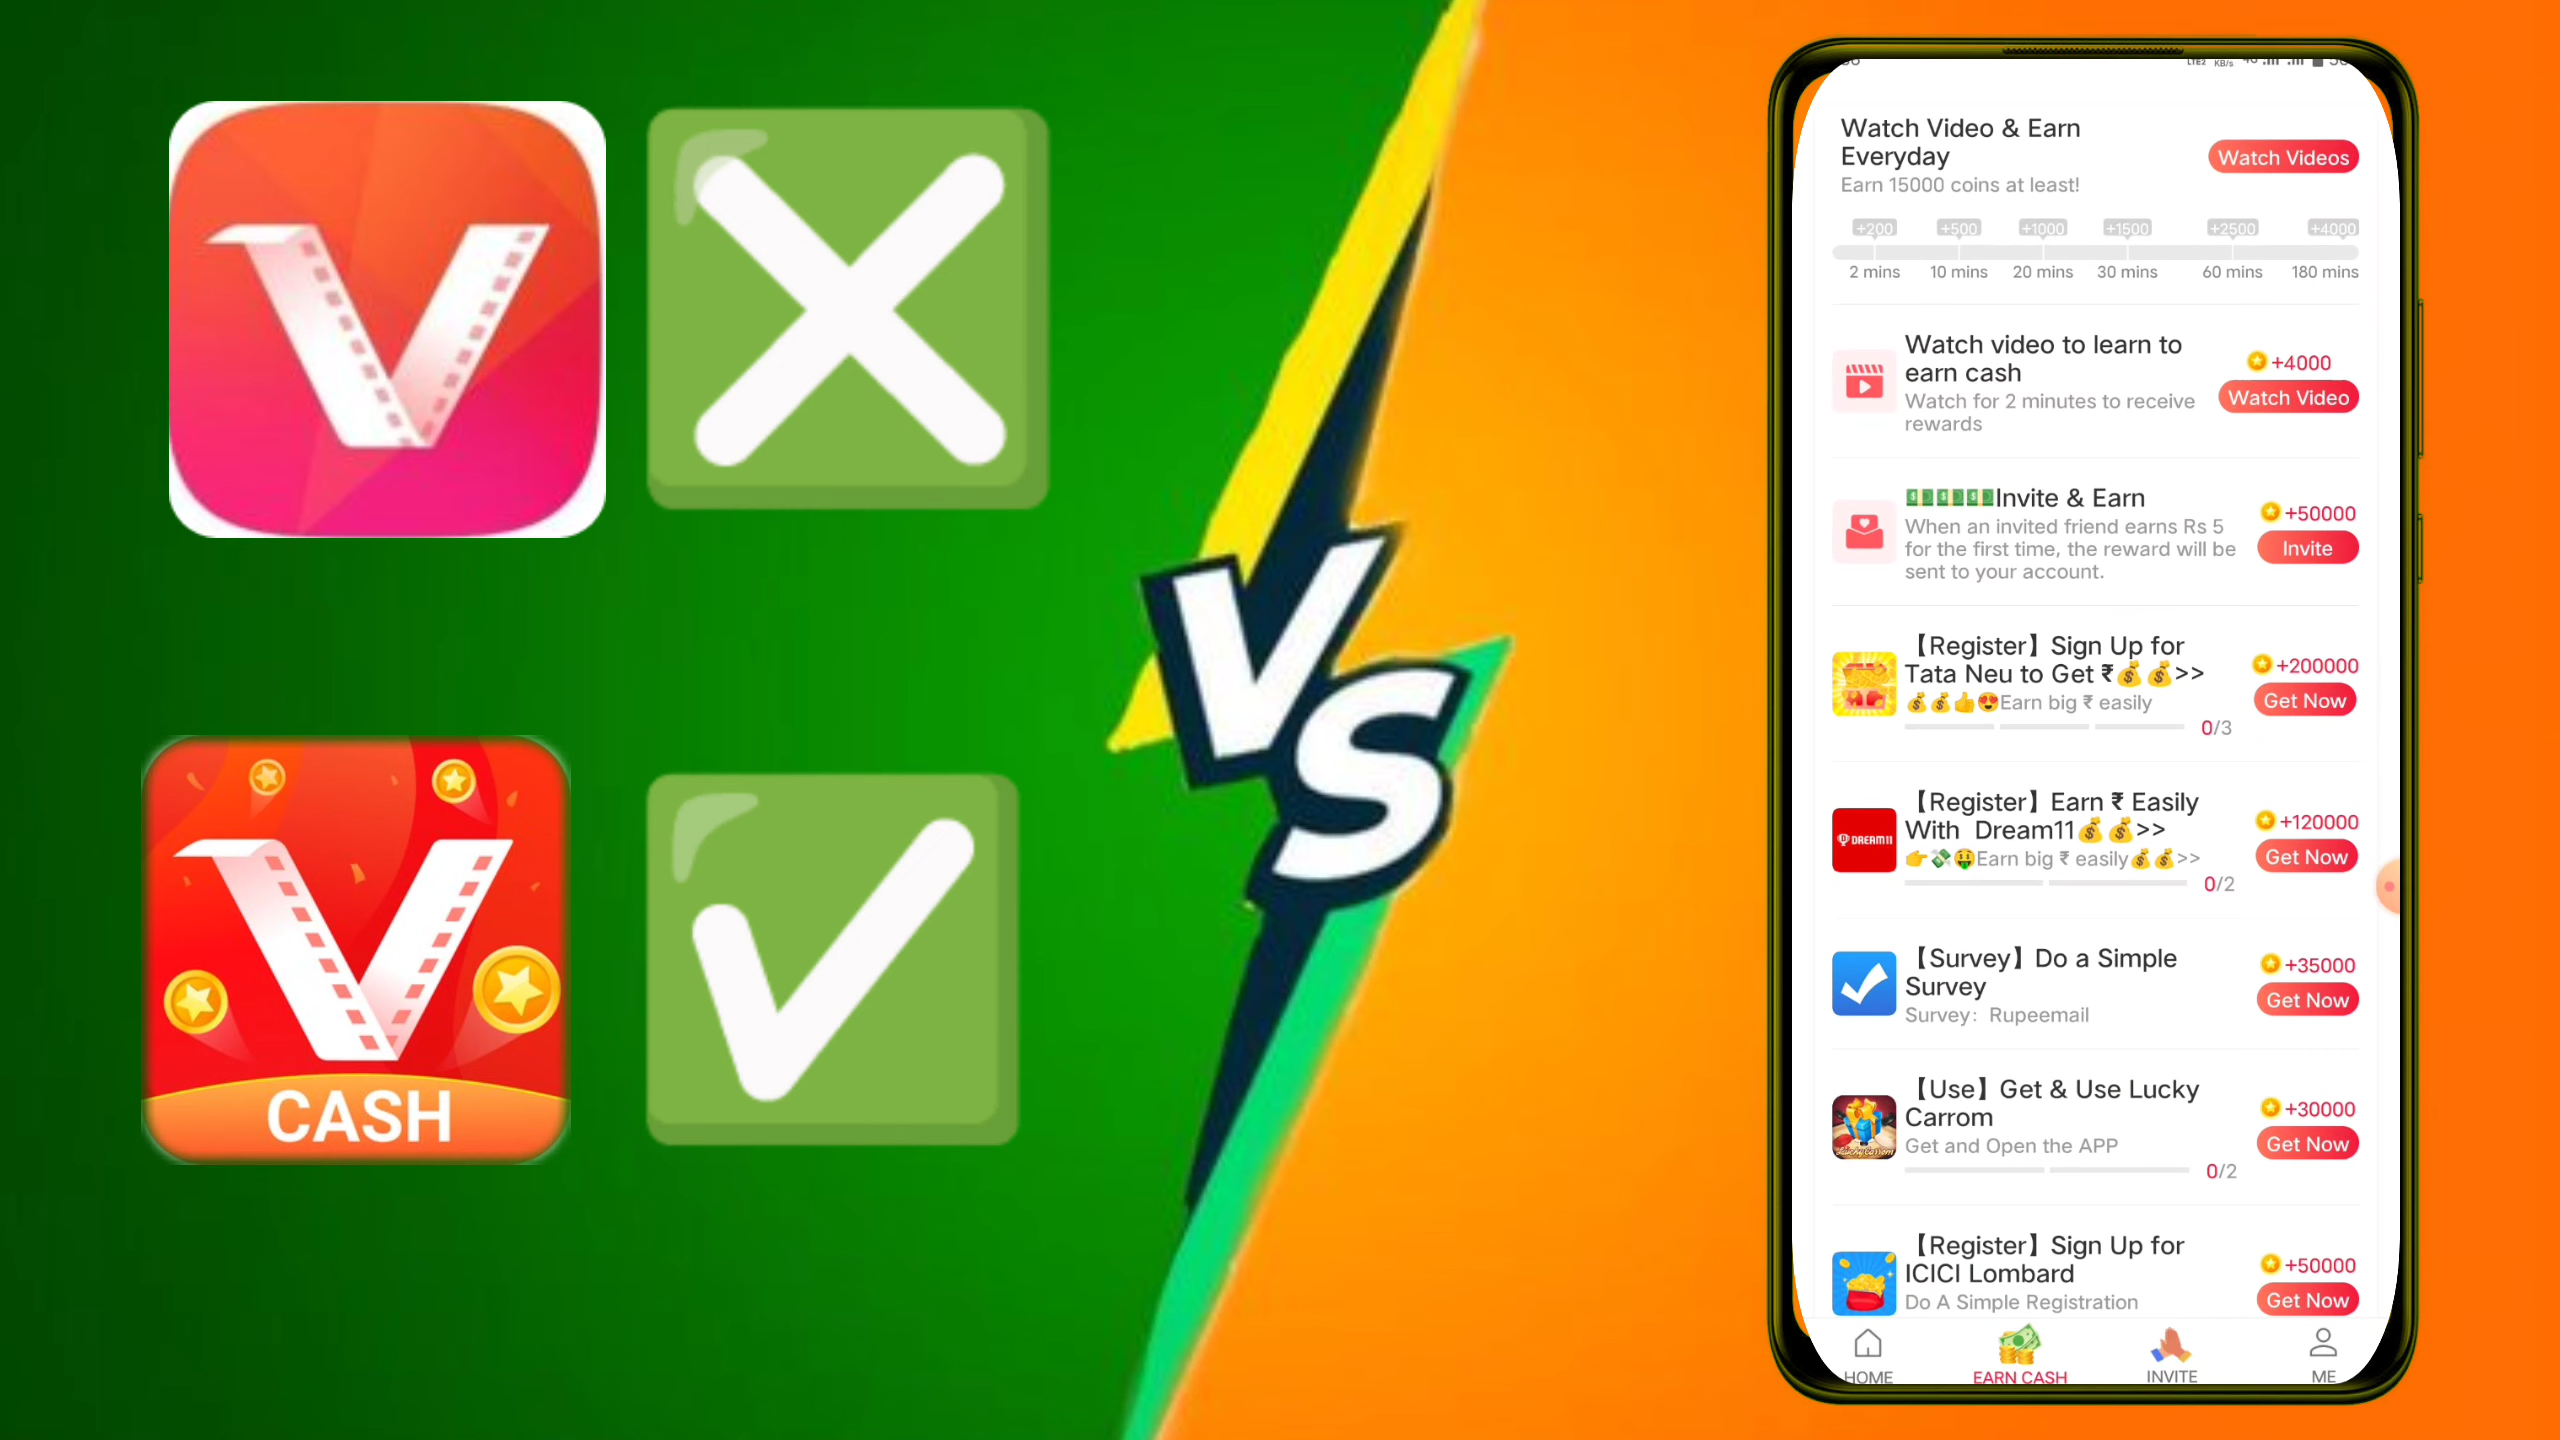 V
V
CASH
VS
Watch Video & Earn
Everyday
Earn 15000 coins at least!
Watch Videos
+200 +500 +1000 +1500 +2500 +4000
2 mins 10 mins 20 mins 30 mins 60 mins 180 mins
Watch video to learn to
earn cash
Watch for 2 minutes to receive
rewards
+4000
Watch Video
💵💵💵Invite & Earn
When an invited friend earns Rs 5
for the first time, the reward will be
sent to your account.
+50000
Invite
【Register】Sign Up for
Tata Neu to Get ₹💰💰>>
💰💰👍😍Earn big ₹ easily
0/3
+200000
Get Now
DREAM11
【Register】Earn ₹ Easily
With Dream11💰💰>>
👉💸🤑Earn big ₹ easily💰💰>>
0/2
+120000
Get Now
【Survey】Do a Simple
Survey
Survey: Rupeemail
+35000
Get Now
Lucky Carrom
【Use】Get & Use Lucky
Carrom
Get and Open the APP
0/2
+30000
Get Now
【Register】Sign Up for
ICICI Lombard
Do A Simple Registration
+50000
Get Now
HOME EARN CASH INVITE ME